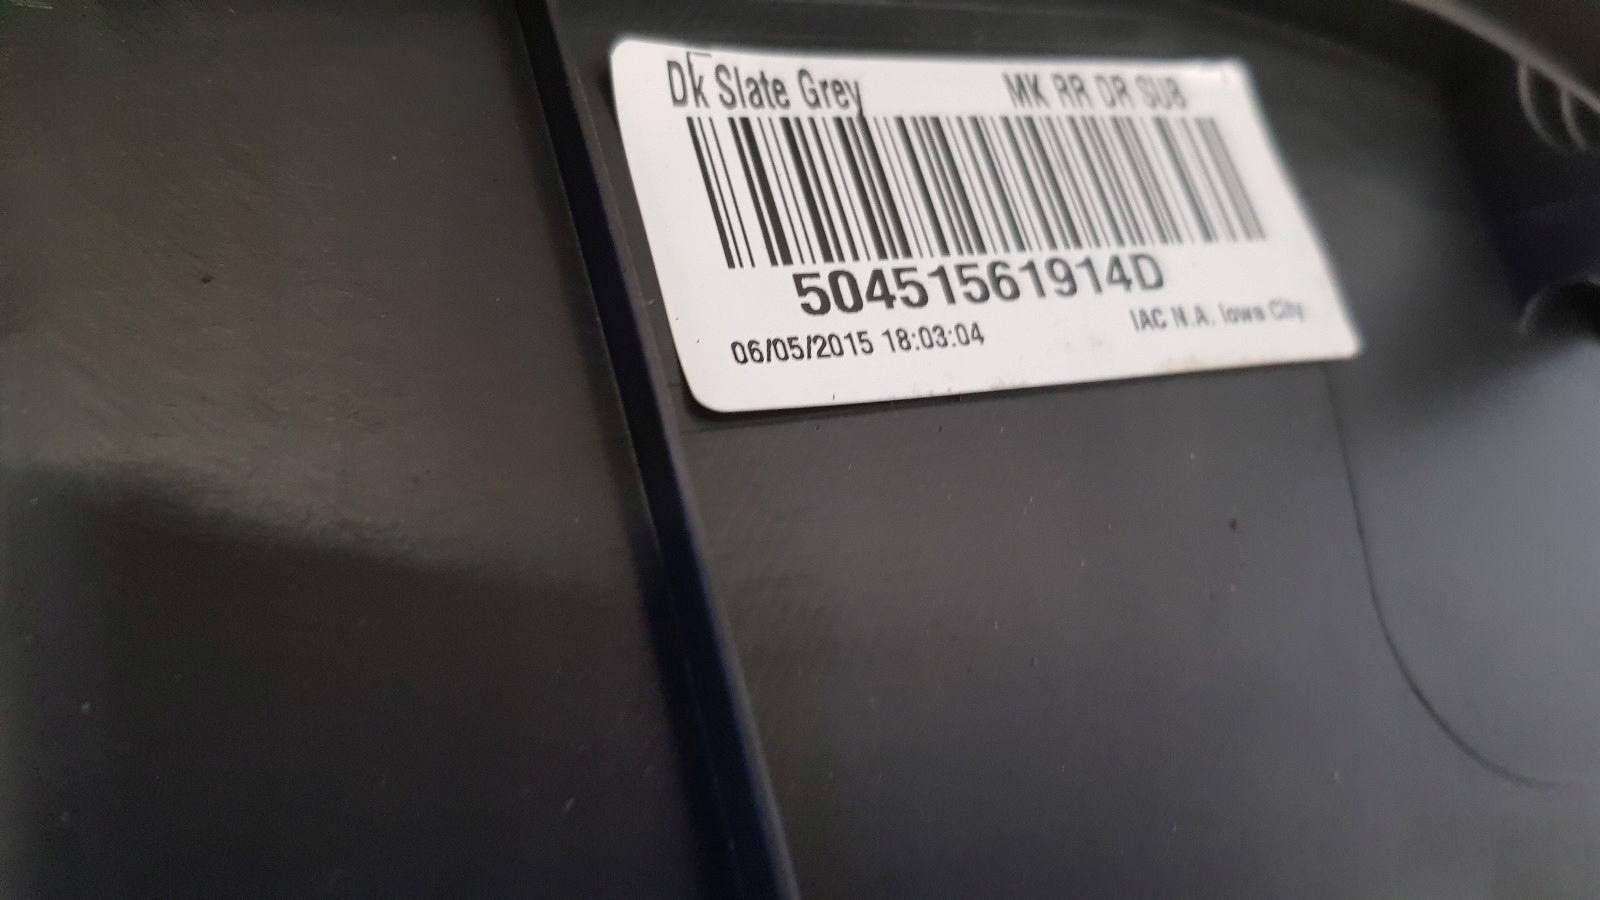 Dk Slate Grey MK RR DR SUB
50451561914D
06/05/2015 18:03:04 IAC N.A. Iowa City